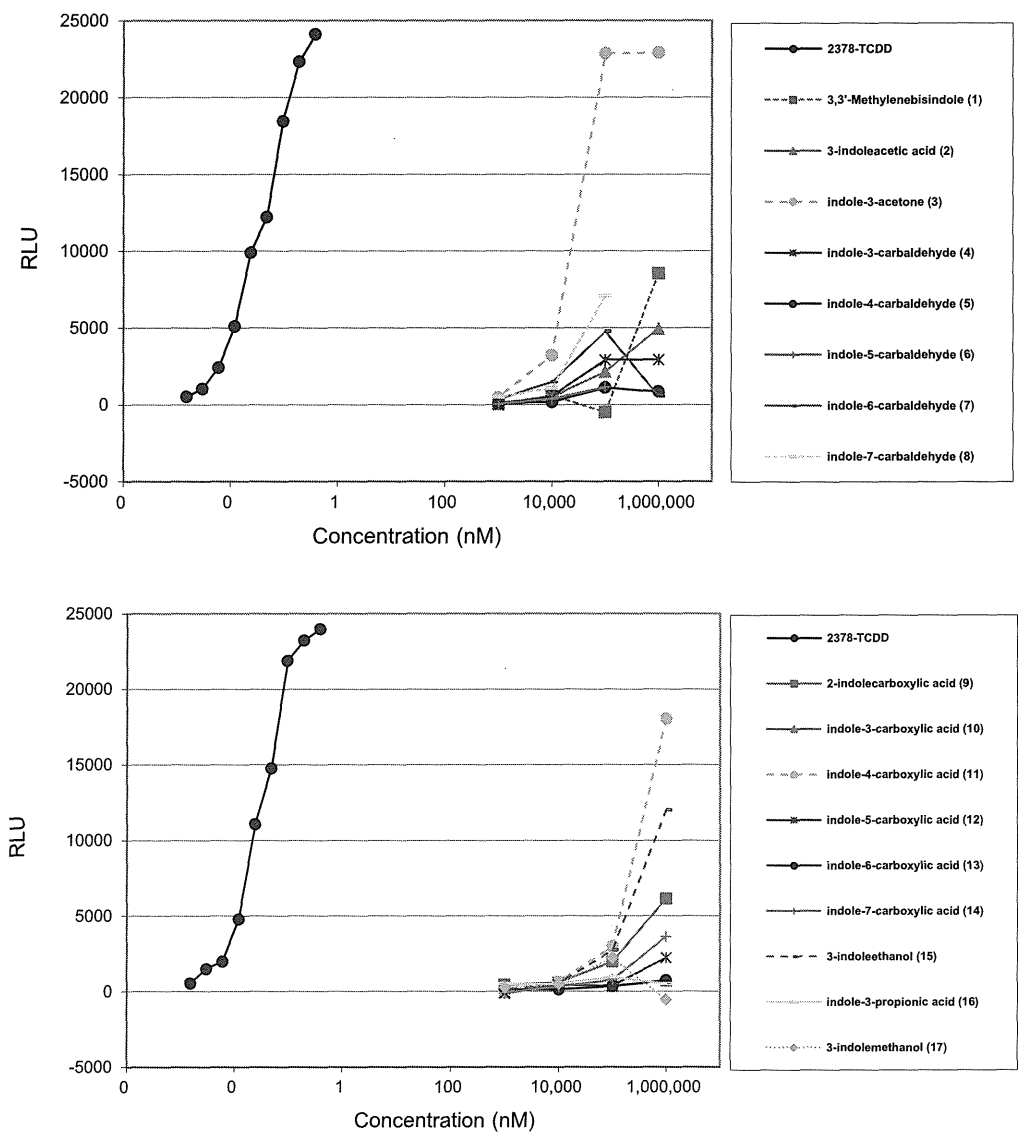 25000
20000
15000
10000
5000
0
-5000
RLU
0
0
1
100
10,000
1,000,000
Concentration (nM)
2378-TCDD
3,3'-Methylenebisindole (1)
3-indoleacetic acid (2)
indole-3-acetone (3)
indole-3-carbaldehyde (4)
indole-4-carbaldehyde (5)
indole-5-carbaldehyde (6)
indole-6-carbaldehyde (7)
indole-7-carbaldehyde (8)
25000
20000
15000
10000
5000
0
-5000
RLU
0
0
1
100
10,000
1,000,000
Concentration (nM)
2378-TCDD
2-indolecarboxylic acid (9)
indole-3-carboxylic acid (10)
indole-4-carboxylic acid (11)
indole-5-carboxylic acid (12)
indole-6-carboxylic acid (13)
indole-7-carboxylic acid (14)
3-indoleethanol (15)
indole-3-propionic acid (16)
3-indolemethanol (17)